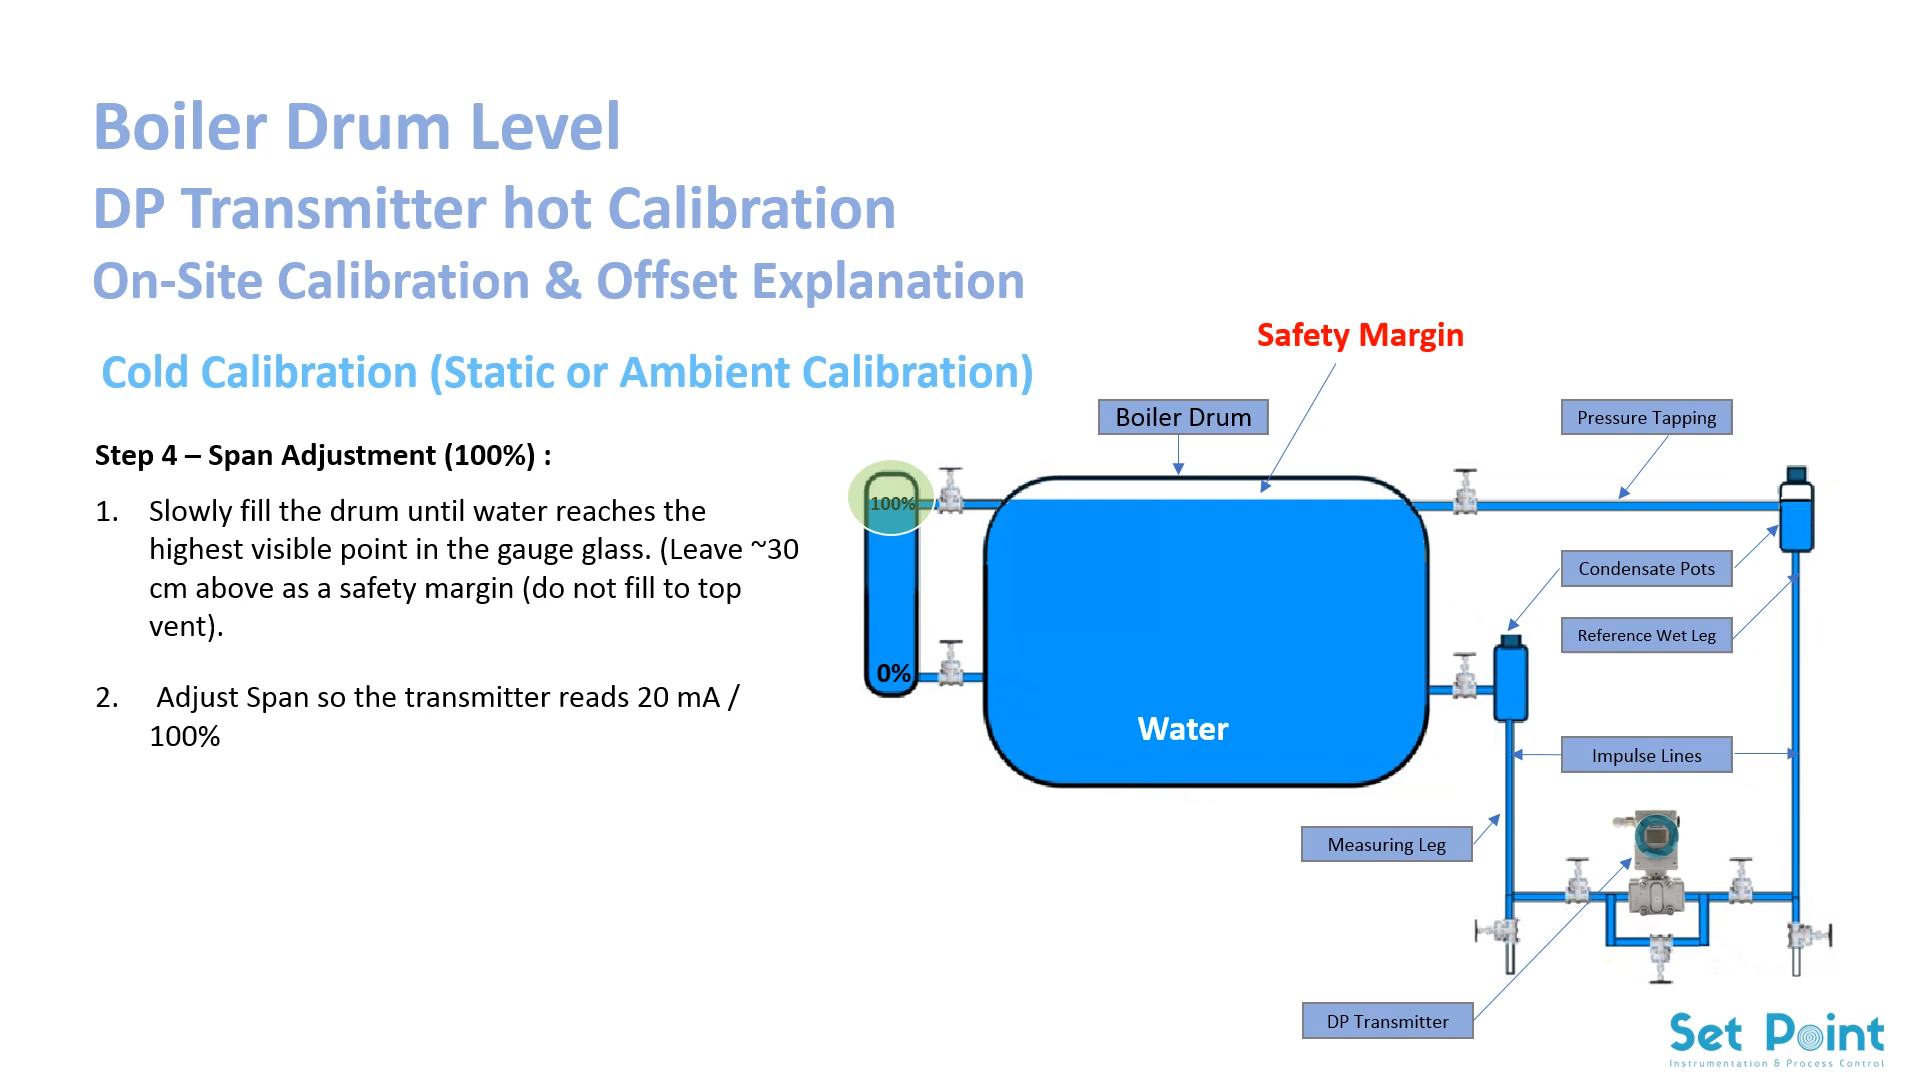 Boiler Drum Level
DP Transmitter hot Calibration
On-Site Calibration & Offset Explanation
Cold Calibration (Static or Ambient Calibration)
Step 4 – Span Adjustment (100%) :
1. Slowly fill the drum until water reaches the
highest visible point in the gauge glass. (Leave ~30
cm above as a safety margin (do not fill to top
vent).
2. Adjust Span so the transmitter reads 20 mA /
100%
Safety Margin
Boiler Drum
Pressure Tapping
100%
Condensate Pots
Reference Wet Leg
0%
Water
Impulse Lines
Measuring Leg
DP Transmitter
Set Point
Instrumentation & Process Control